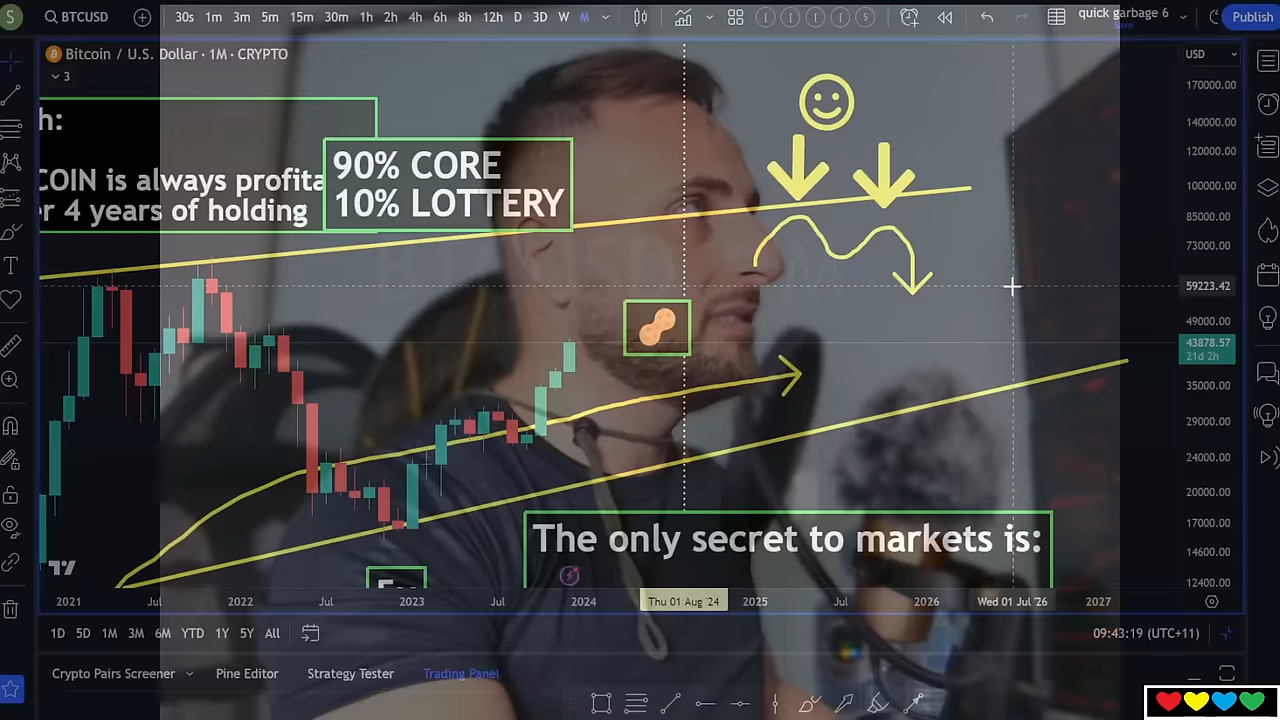 S
BTCUSD
30s 1m 3m 5m 15m 30m 1h 2h 4h 6h 8h 12h D 3D W M
quick garbage 6
Save
Publish
Bitcoin / U.S. Dollar · 1M · CRYPTO
3
USD
170000.00
140000.00
120000.00
100000.00
85000.00
73000.00
59223.42
49000.00
43878.57
21d 2h
35000.00
29000.00
24000.00
20000.00
17000.00
14600.00
12400.00
h:
COIN is always profita
r 4 years of holding
90% CORE
10% LOTTERY
The only secret to markets is:
2021 Jul 2022 Jul 2023 Jul 2024 Thu 01 Aug '24 2025 Jul 2026 Wed 01 Jul '26 2027
1D 5D 1M 3M 6M YTD 1Y 5Y All
09:43:19 (UTC+11)
Crypto Pairs Screener Pine Editor Strategy Tester Trading Panel